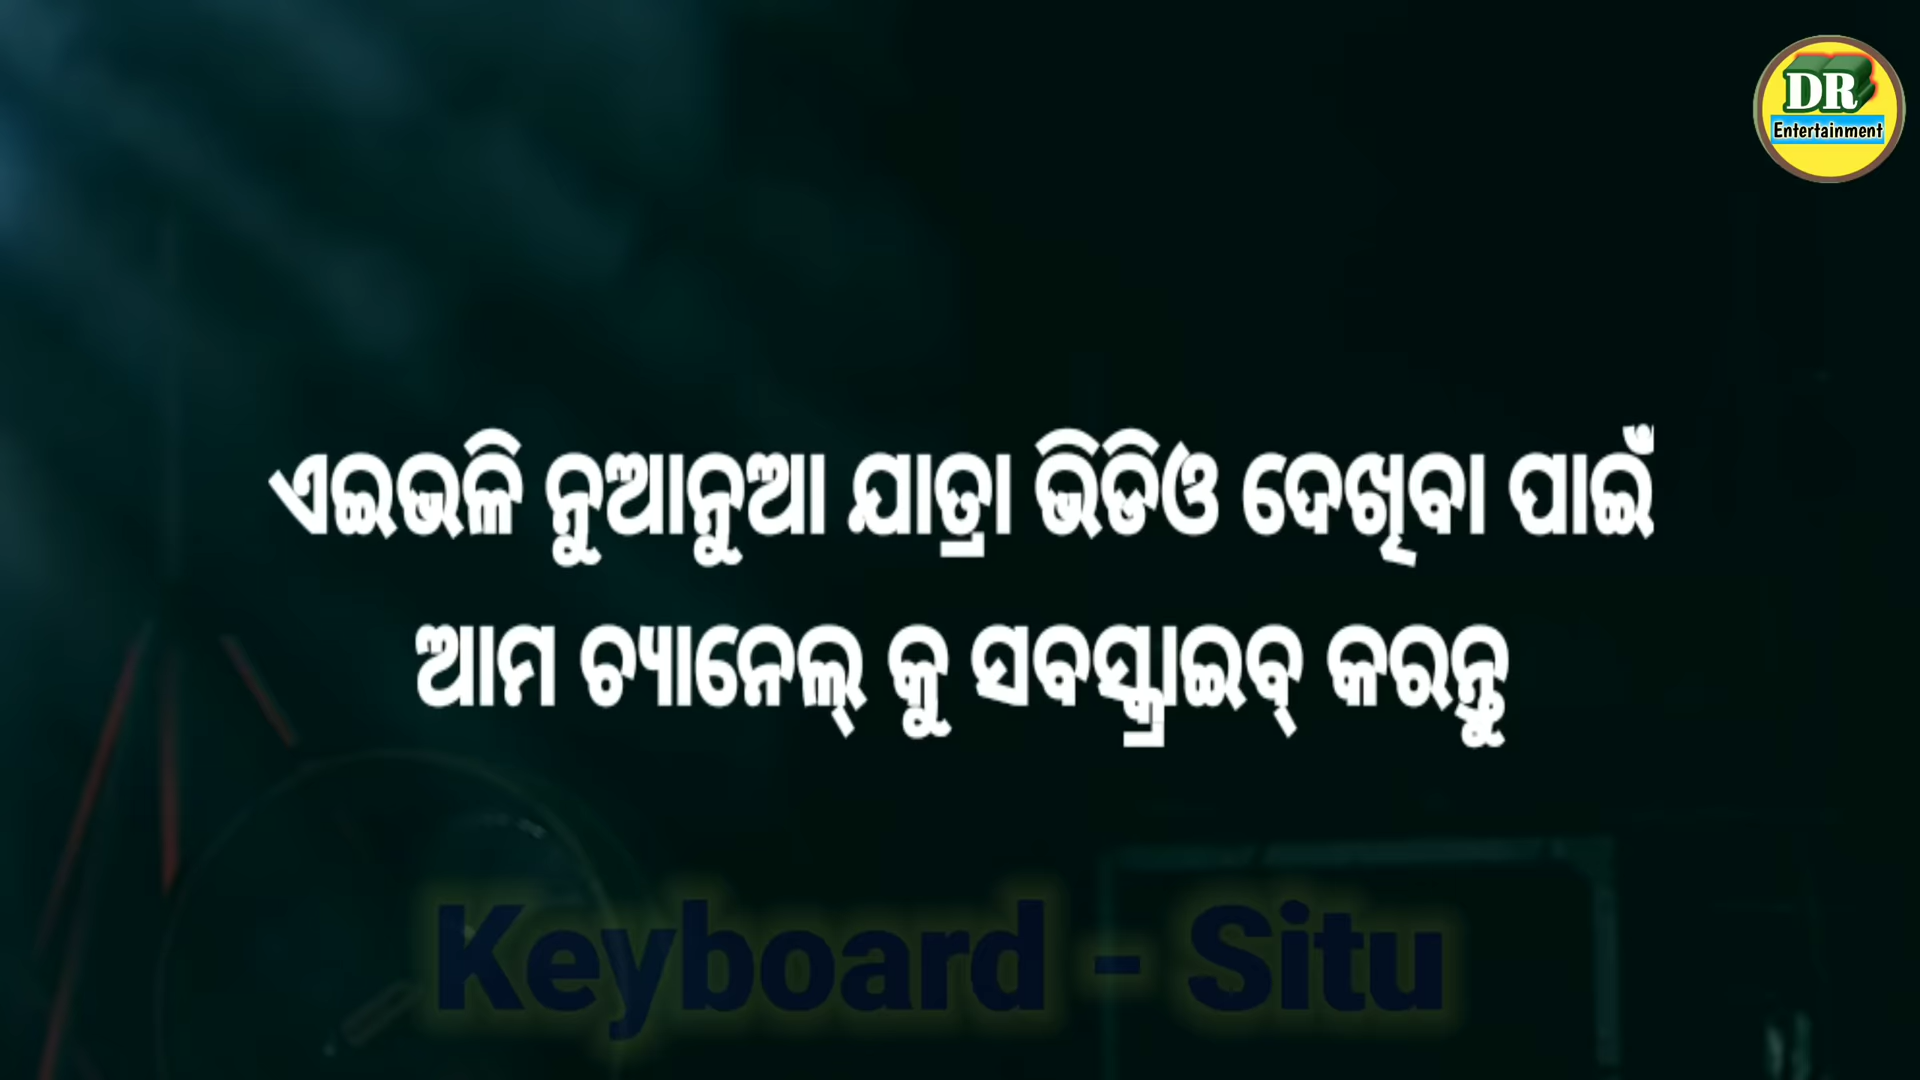 DR
Entertainment
ଏଇଭଳି ନୁଆନୁଆ ଯାତ୍ରା ଭିଡିଓ ଦେଖିବା ପାଇଁ
ଆମ ଚ୍ୟାନେଲ୍ କୁ ସବସ୍କ୍ରାଇବ୍ କରନ୍ତୁ
Keyboard - Situ